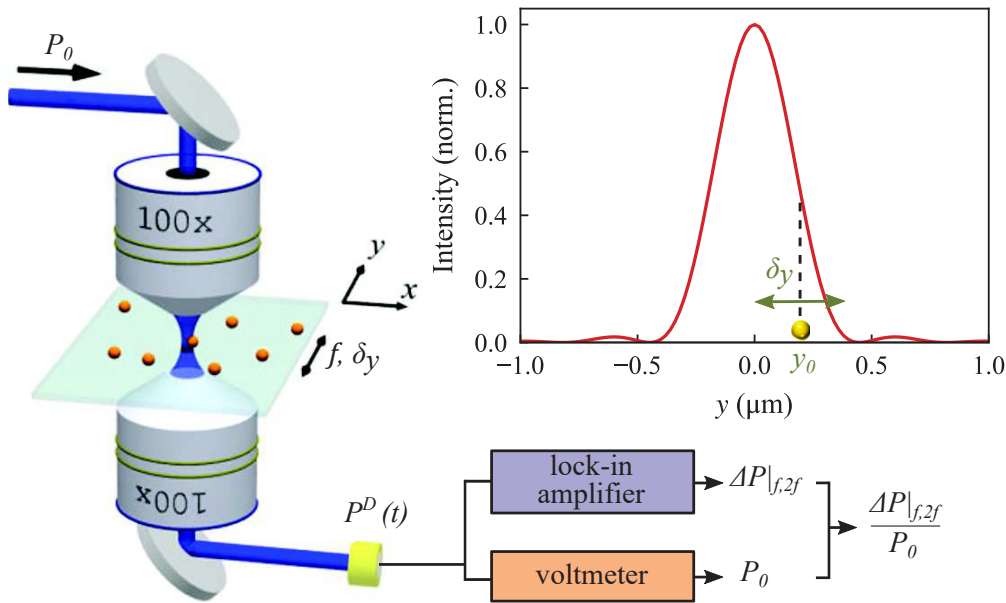 P₀
100x
y
x
f, δy
100x
Pᴰ(t)
Intensity (norm.)
1.0
0.8
0.6
0.4
0.2
0.0
δy
y₀
−1.0
−0.5
0.0
0.5
1.0
y (μm)
lock-in
amplifier
ΔP|f,2f
voltmeter
P₀
ΔP|f,2f
P₀